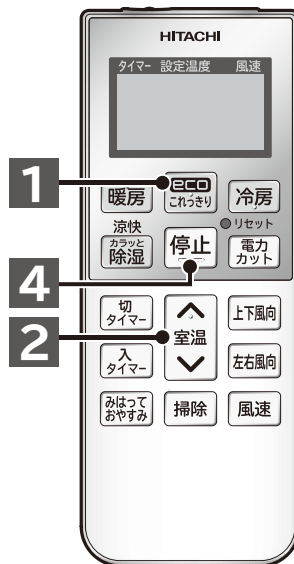 HITACHI
タイマー 設定温度 風速
1
暖房
eco
これっきり
冷房
涼快
カラッと
除湿
停止
リセット
電力
カット
4
切
タイマー
室温
上下風向
2
入
タイマー
左右風向
みはって
おやすみ
掃除
風速